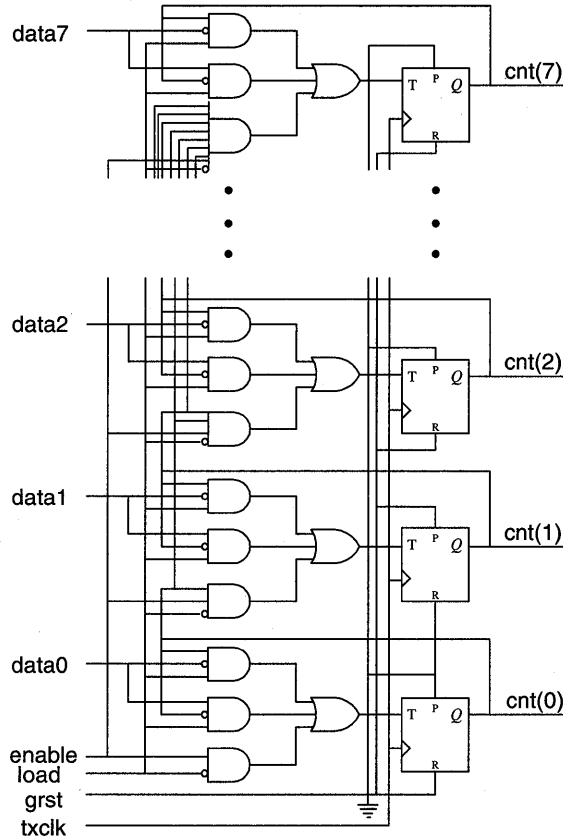 data7
T P Q
R
cnt(7)
data2
T P Q
R
cnt(2)
data1
T P Q
R
cnt(1)
data0
T P Q
R
cnt(0)
enable
load
grst
txclk